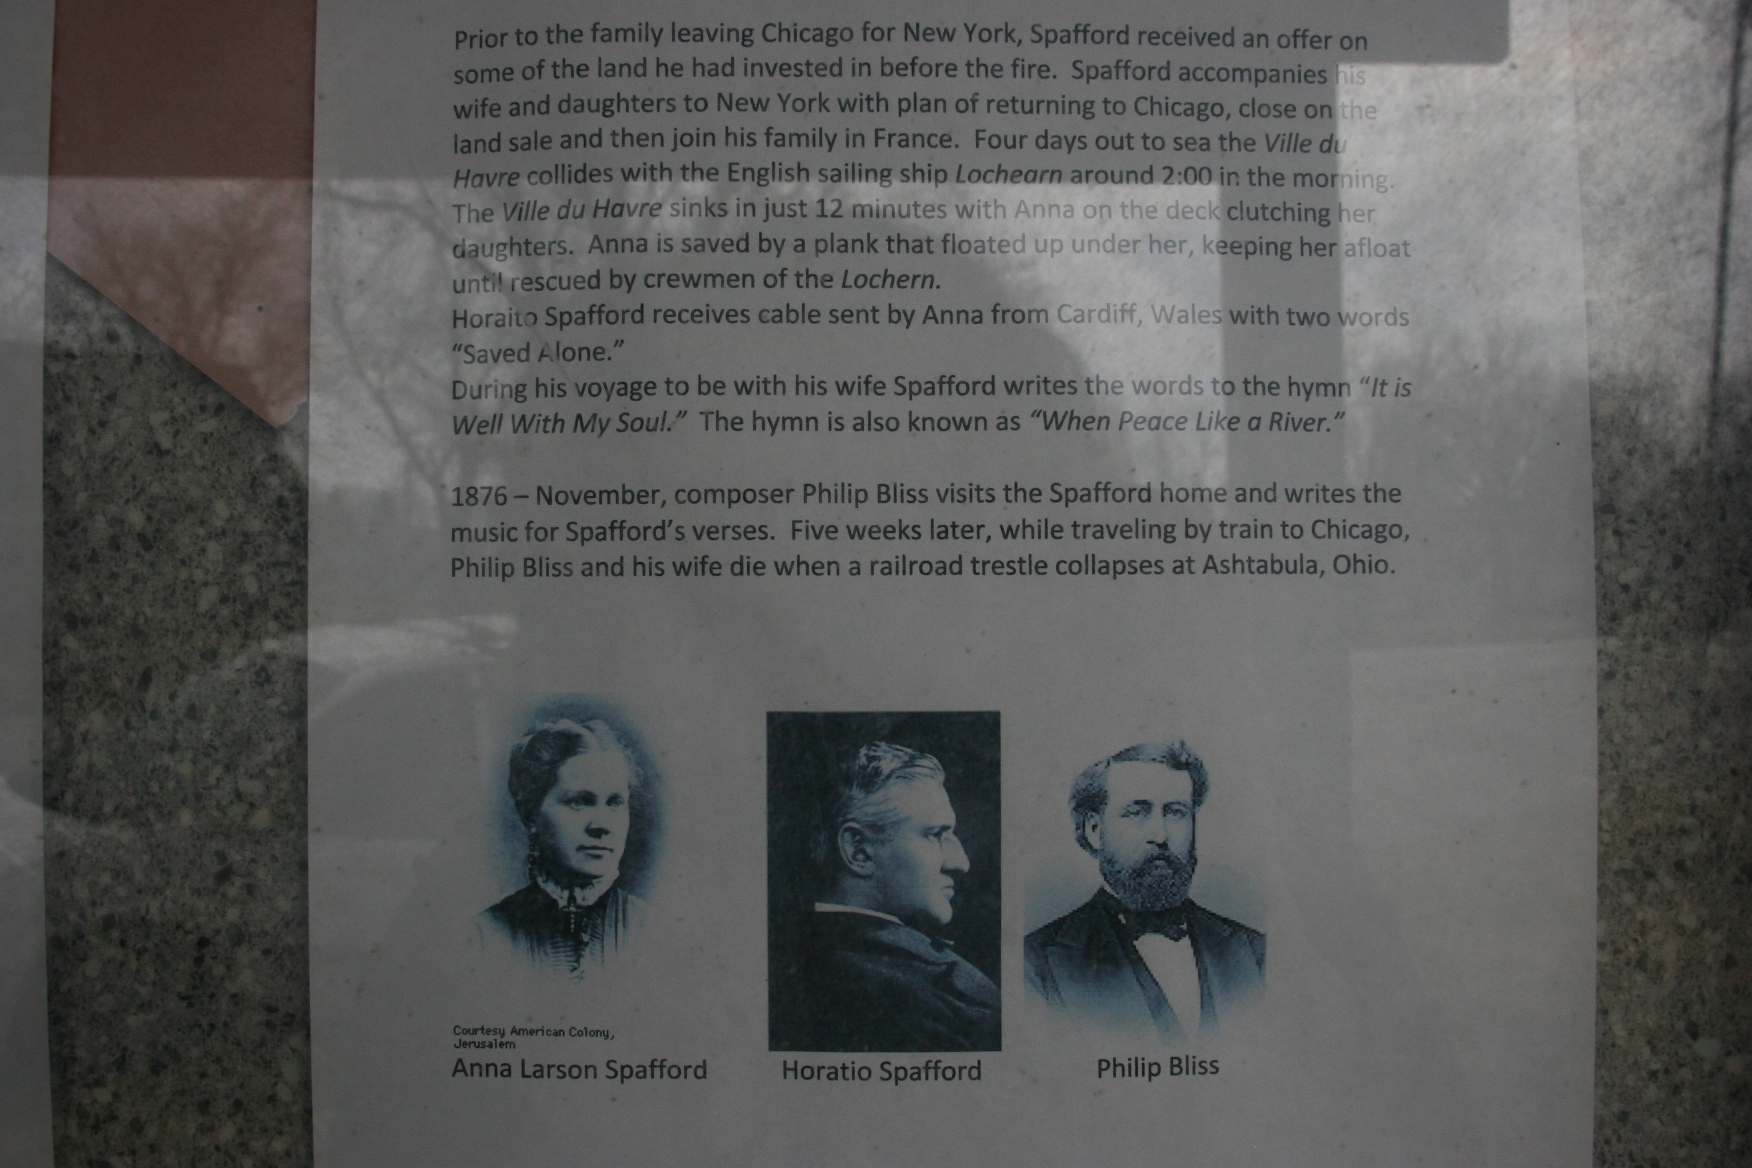 Prior to the family leaving Chicago for New York, Spafford received an offer on
some of the land he had invested in before the fire.  Spafford accompanies his
wife and daughters to New York with plan of returning to Chicago, close on the
land sale and then join his family in France.  Four days out to sea the Ville du
Havre collides with the English sailing ship Lochearn around 2:00 in the morning.
The Ville du Havre sinks in just 12 minutes with Anna on the deck clutching her
daughters.  Anna is saved by a plank that floated up under her, keeping her afloat
until rescued by crewmen of the Lochern.
Horaito Spafford receives cable sent by Anna from Cardiff, Wales with two words
“Saved Alone.”
During his voyage to be with his wife Spafford writes the words to the hymn “It is
Well With My Soul.”  The hymn is also known as “When Peace Like a River.”
1876 – November, composer Philip Bliss visits the Spafford home and writes the
music for Spafford’s verses.  Five weeks later, while traveling by train to Chicago,
Philip Bliss and his wife die when a railroad trestle collapses at Ashtabula, Ohio.
Courtesy American Colony,
Jerusalem
Anna Larson Spafford
Horatio Spafford
Philip Bliss